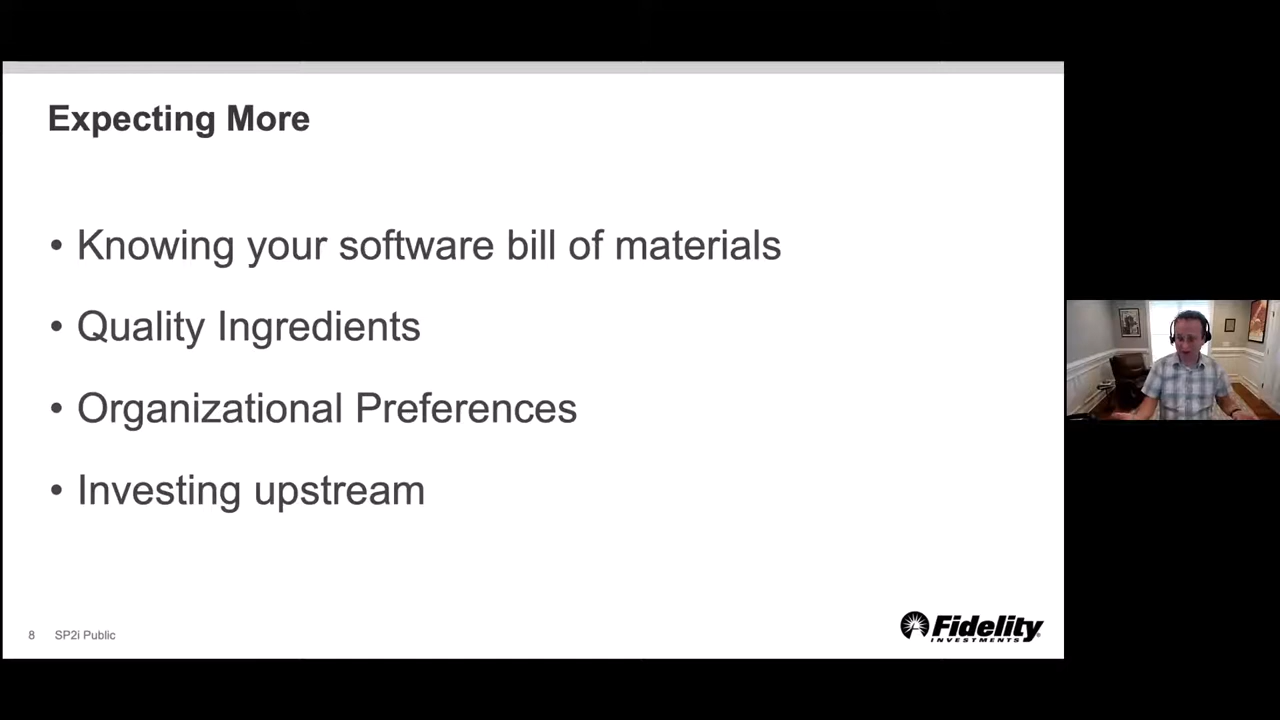 Expecting More
• Knowing your software bill of materials
• Quality Ingredients
• Organizational Preferences
• Investing upstream
8 SP2i Public
Fidelity
INVESTMENTS